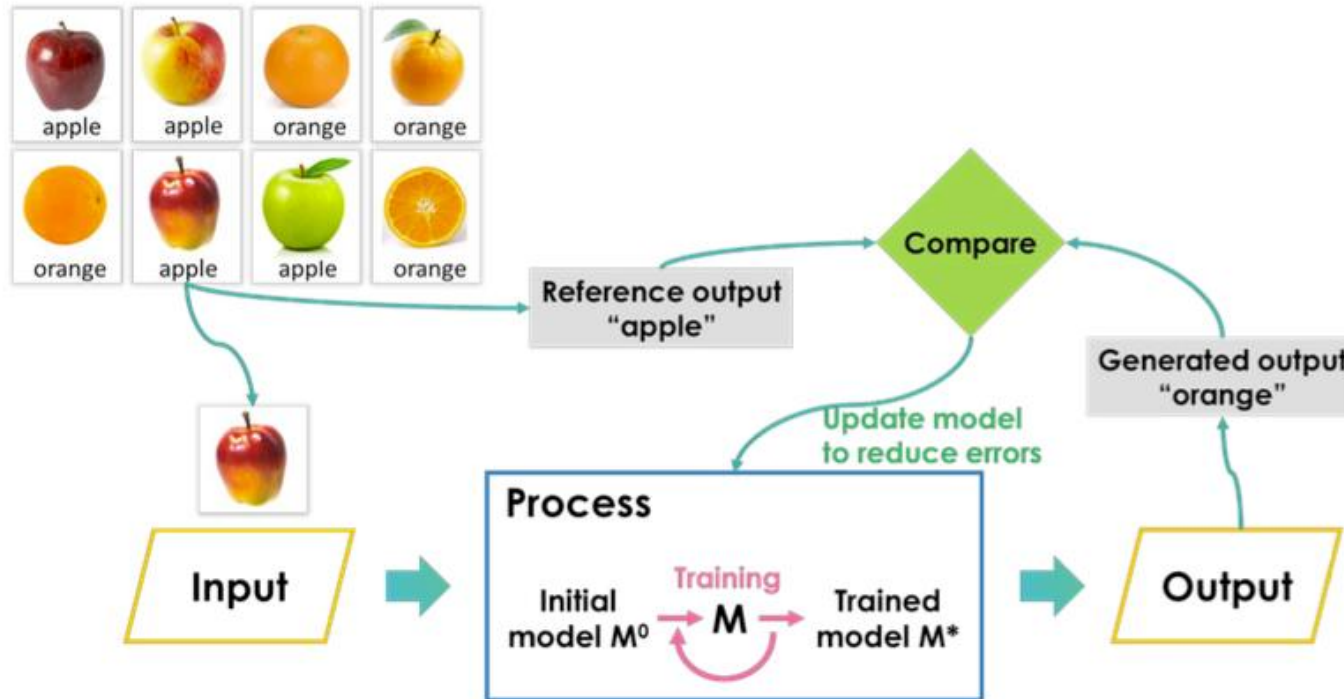 apple
apple
orange
orange
orange
apple
apple
orange
Compare
Reference output
“apple”
Generated output
“orange”
Update model
to reduce errors
Process
Input
Training
Initial
model M⁰
M
Trained
model M*
Output